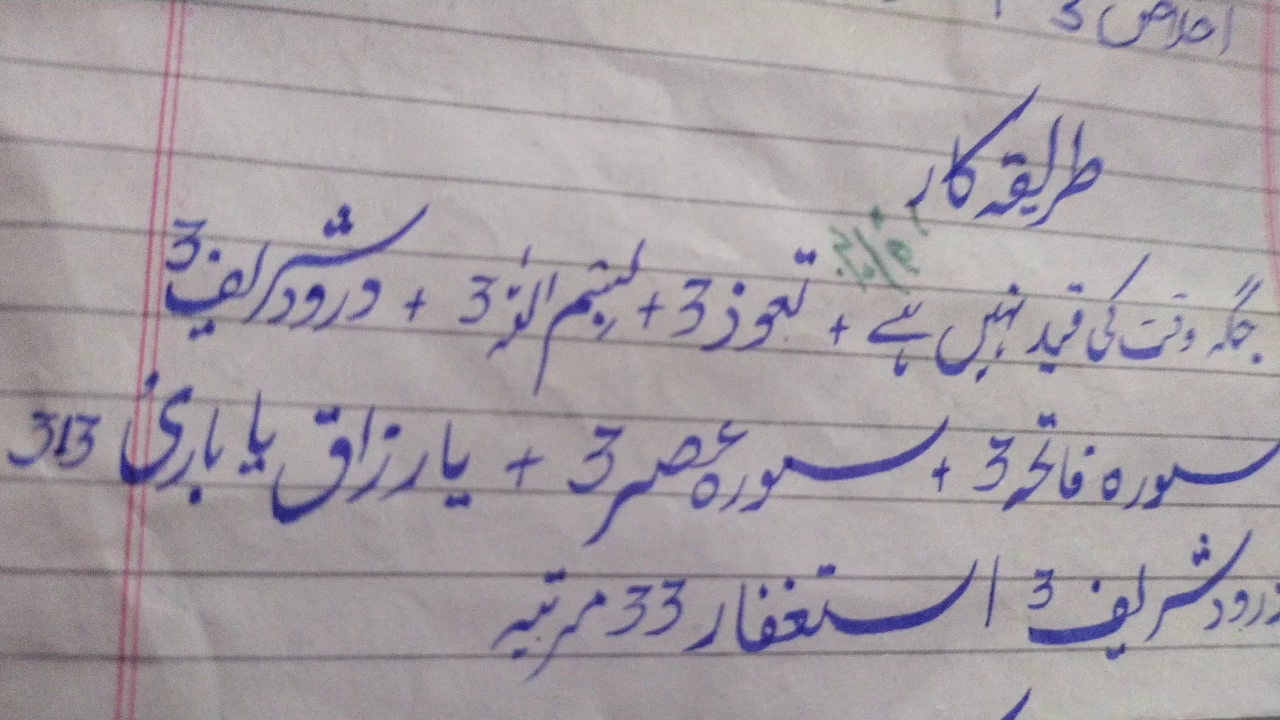 اخلاص 3
طریقہ کار
جگہ وقت کی قید نہیں ہے + تعوذ 3 + بسم اللہ 3 + درود شریف 3
سورہ فاتحہ 3 + سورہ عصر 3 + یا رزاق یا باریُٔ 313
درود شریف 3 استغفار 33 مرتبہ